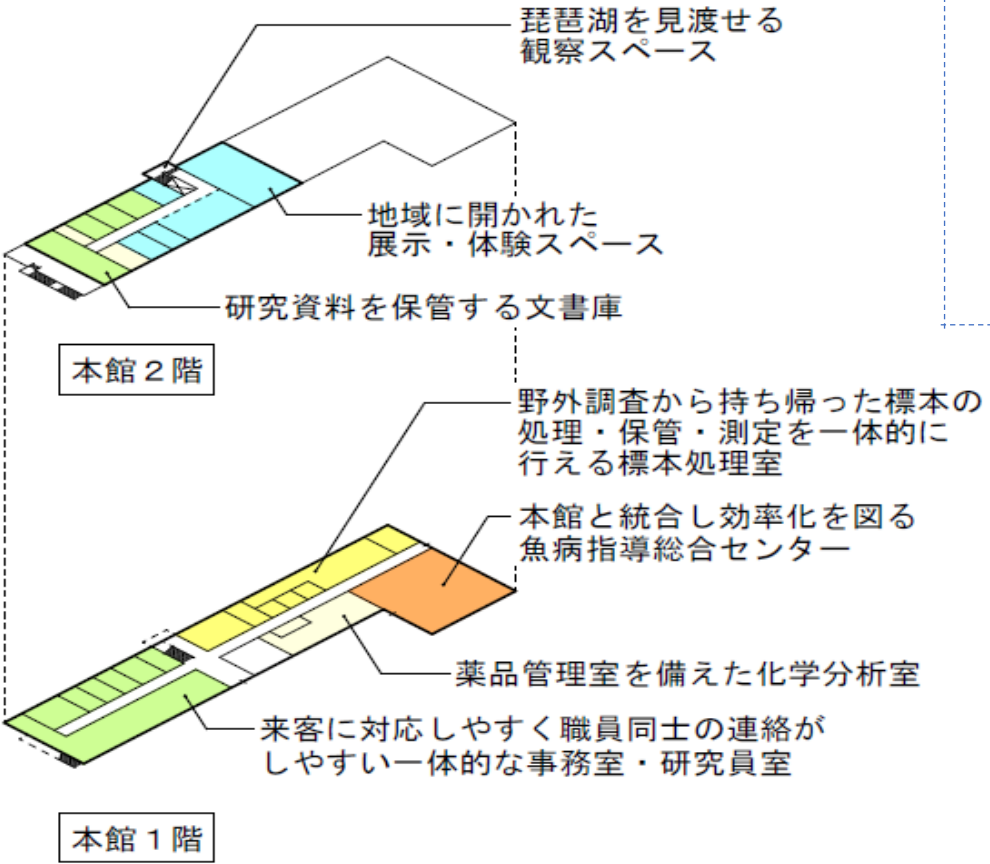 琵琶湖を見渡せる
観察スペース
地域に開かれた
展示・体験スペース
研究資料を保管する文書庫
本館２階
野外調査から持ち帰った標本の
処理・保管・測定を一体的に
行える標本処理室
本館と統合し効率化を図る
魚病指導総合センター
薬品管理室を備えた化学分析室
来客に対応しやすく職員同士の連絡が
しやすい一体的な事務室・研究員室
本館１階